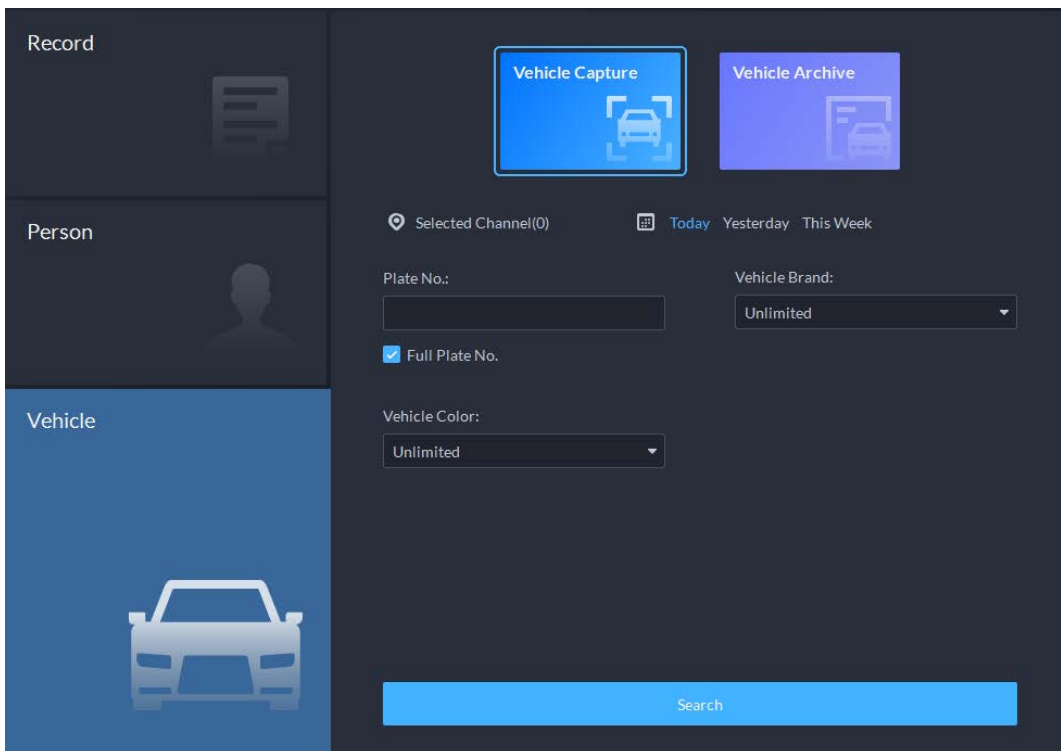 Record
Person
Vehicle
Vehicle Capture
Vehicle Archive
Selected Channel(0)
Today Yesterday This Week
Plate No.:
Vehicle Brand:
Unlimited
Full Plate No.
Vehicle Color:
Unlimited
Search